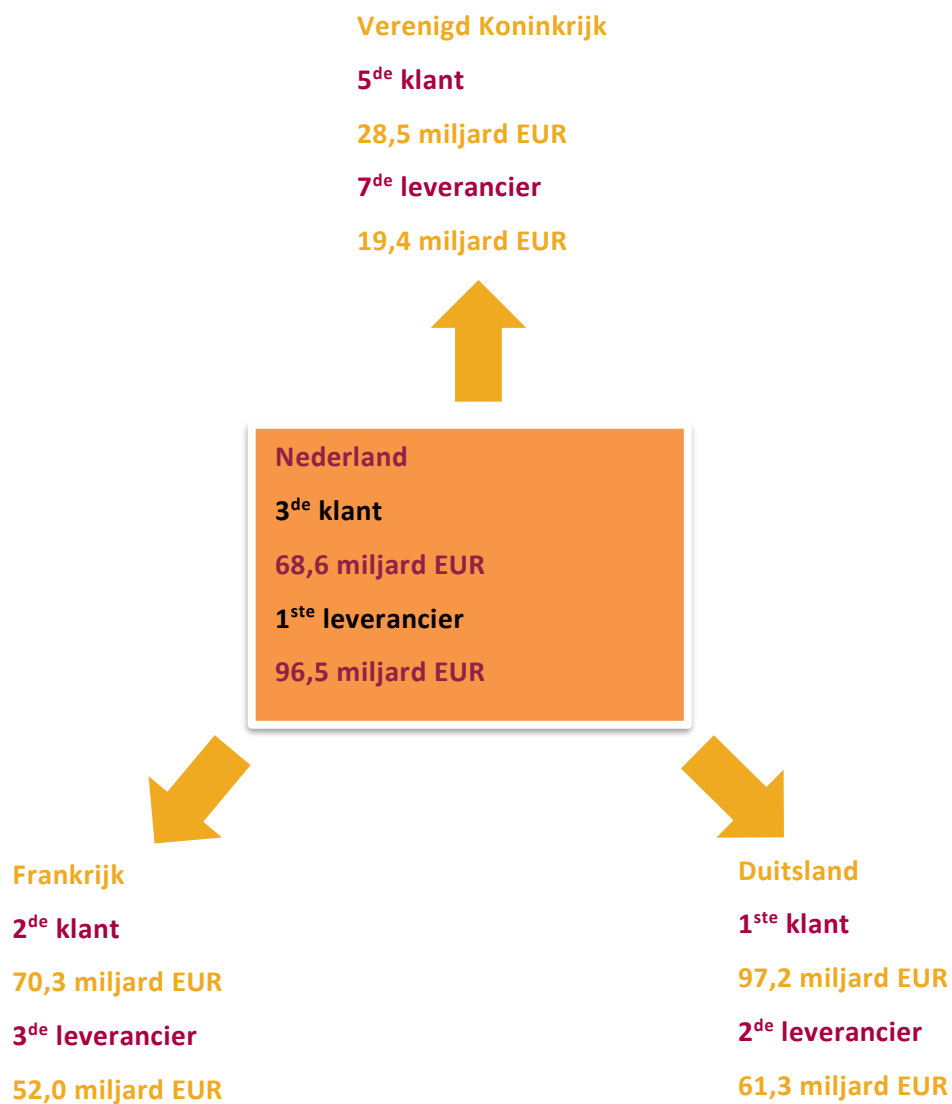 Verenigd Koninkrijk
5de klant
28,5 miljard EUR
7de leverancier
19,4 miljard EUR
Nederland
3de klant
68,6 miljard EUR
1ste leverancier
96,5 miljard EUR
Frankrijk
2de klant
70,3 miljard EUR
3de leverancier
52,0 miljard EUR
Duitsland
1ste klant
97,2 miljard EUR
2de leverancier
61,3 miljard EUR